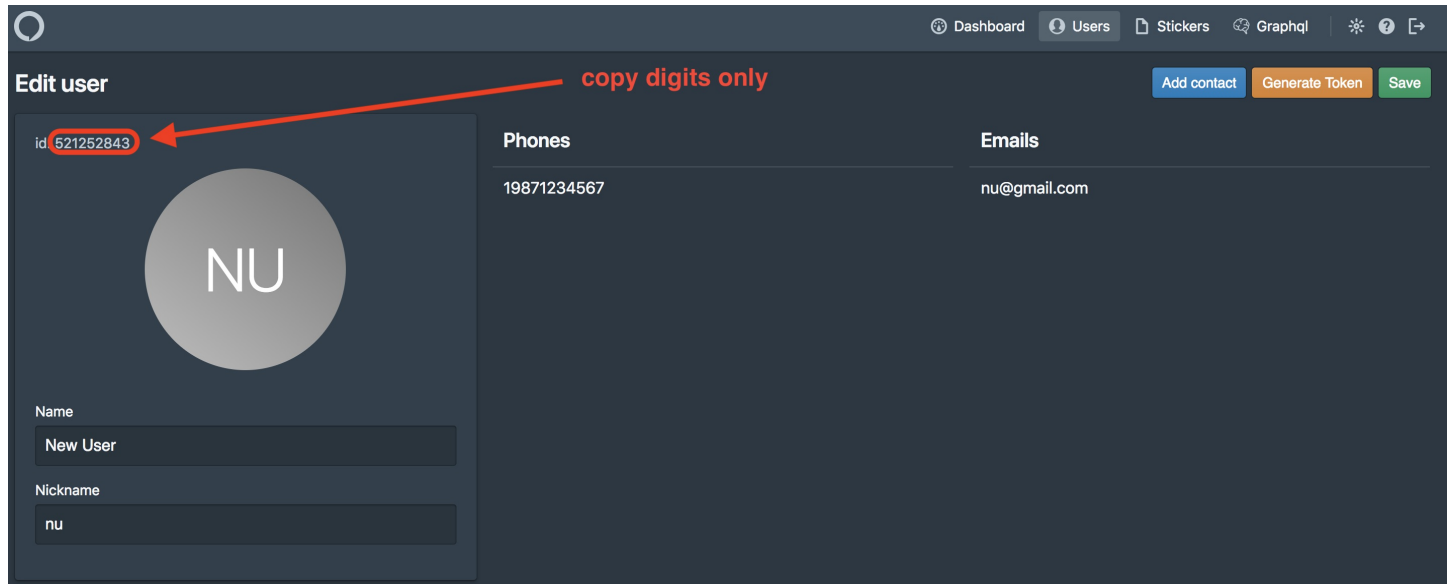 Dashboard Users Stickers Graphql
Edit user
copy digits only
Add contact Generate Token Save
id: 521252843
Phones
Emails
19871234567
nu@gmail.com
NU
Name
New User
Nickname
nu